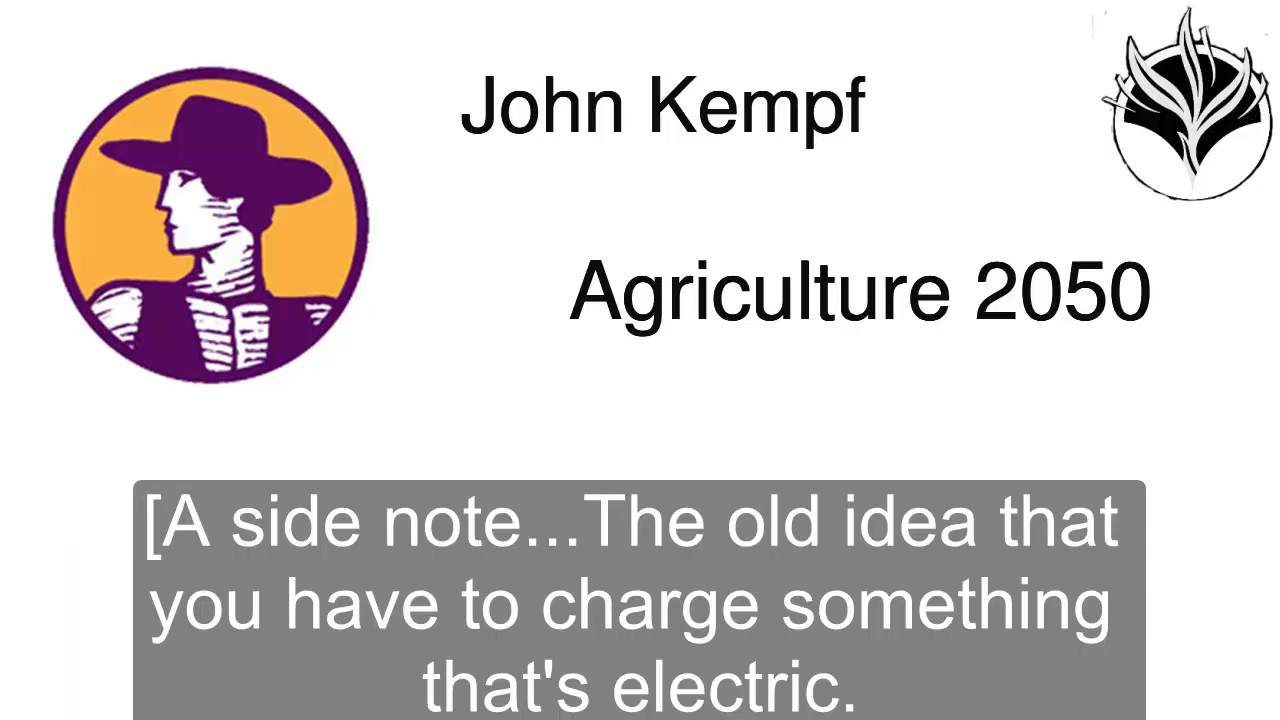 John Kempf
Agriculture 2050
[A side note...The old idea that
you have to charge something
that's electric.